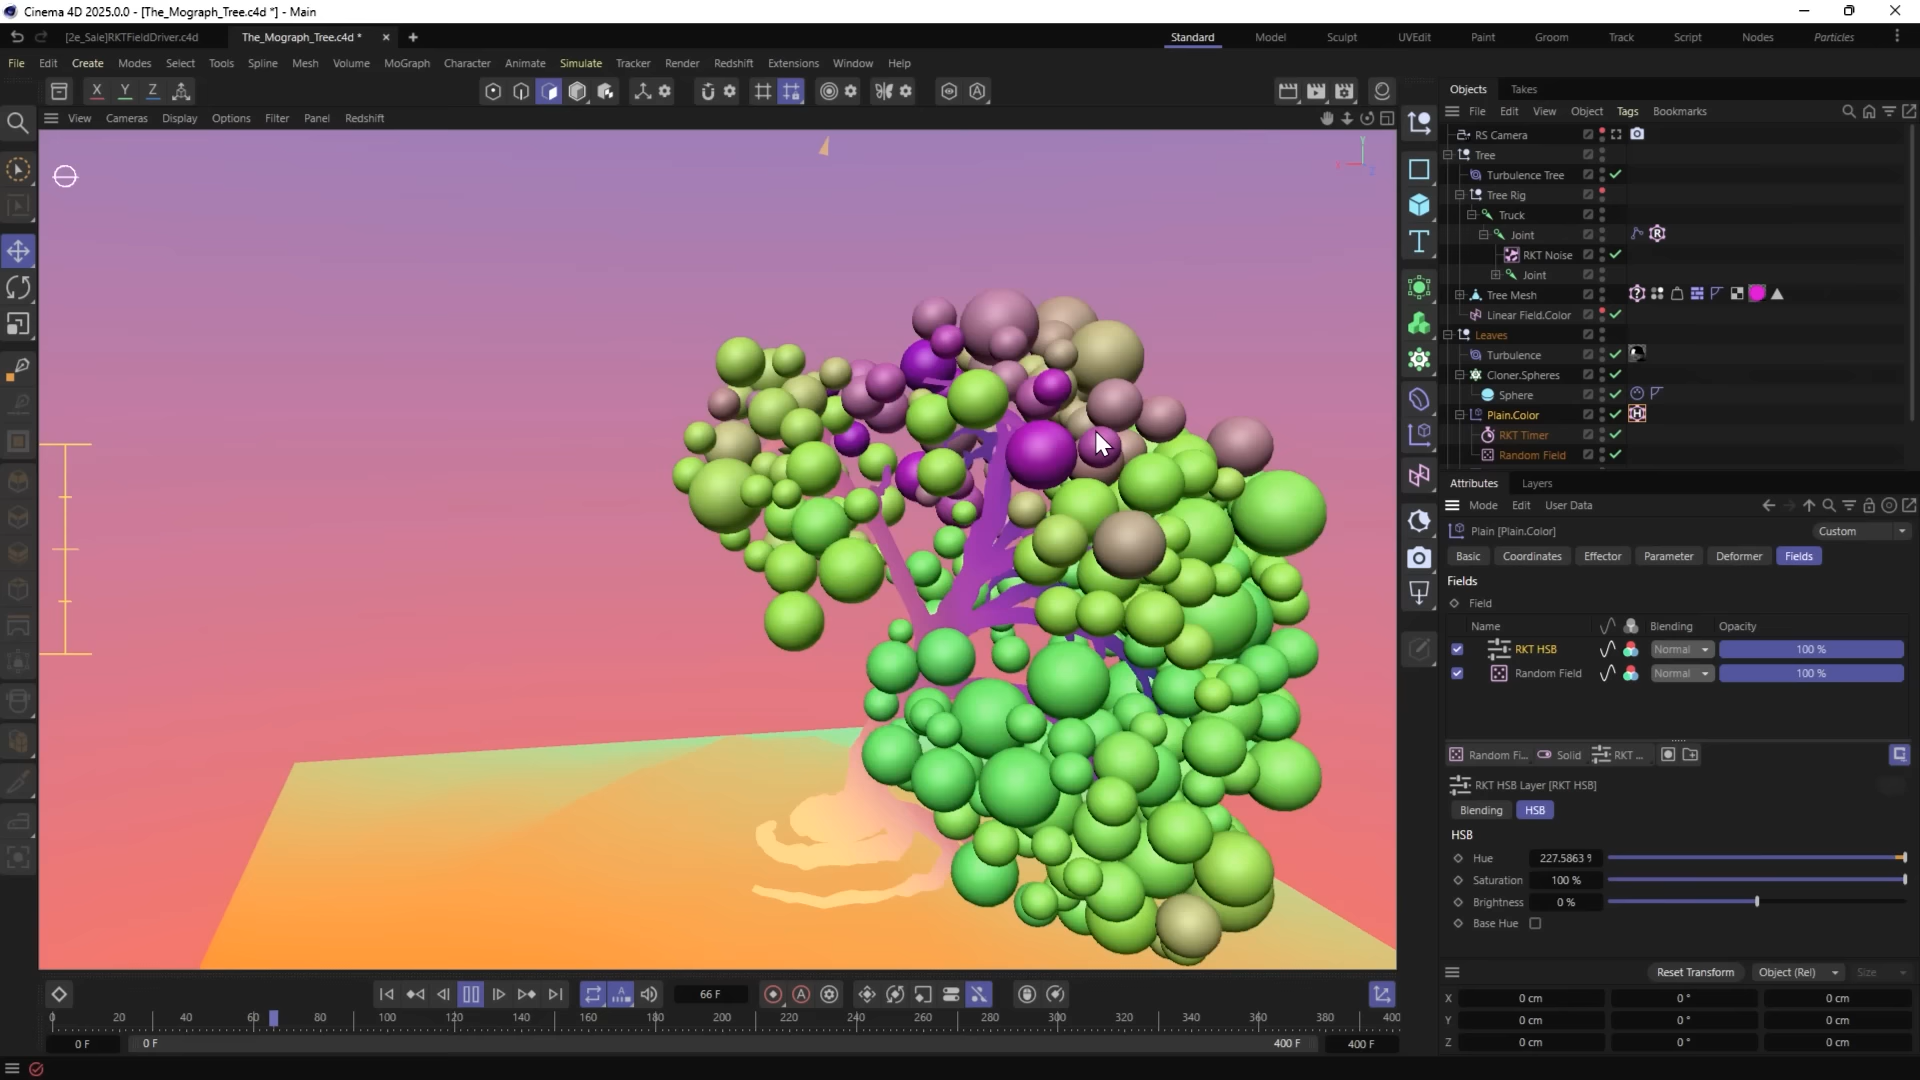 Cinema 4D 2025.0.0 - [The_Mograph_Tree.c4d *] - Main
[2e_Sale]RKTFieldDriver.c4d
The_Mograph_Tree.c4d *
Standard Model Sculpt UVEdit Paint Groom Track Script Nodes Particles
File Edit Create Modes Select Tools Spline Mesh Volume MoGraph Character Animate Simulate Tracker Render Redshift Extensions Window Help
X Y Z
View Cameras Display Options Filter Panel Redshift
Objects Takes
File Edit View Object Tags Bookmarks
RS Camera
Tree
Turbulence Tree
Tree Rig
Truck
Joint
RKT Noise
Joint
Tree Mesh
Linear Field.Color
Leaves
Turbulence
Cloner.Spheres
Sphere
Plain.Color
RKT Timer
Random Field
Attributes Layers
Mode Edit User Data
Plain [Plain.Color]
Custom
Basic Coordinates Effector Parameter Deformer Fields
Fields
Field
Name Blending Opacity
RKT HSB Normal 100 %
Random Field Normal 100 %
Random Fi... Solid RKT ...
RKT HSB Layer [RKT HSB]
Blending HSB
HSB
Hue 227.5863 %
Saturation 100 %
Brightness 0 %
Base Hue
Reset Transform Object (Rel) Size
X 0 cm 0 ° 0 cm
Y 0 cm 0 ° 0 cm
Z 0 cm 0 ° 0 cm
66 F
0 20 40 60 80 100 120 140 160 180 200 220 240 260 280 300 320 340 360 380 400
0 F 0 F 400 F 400 F